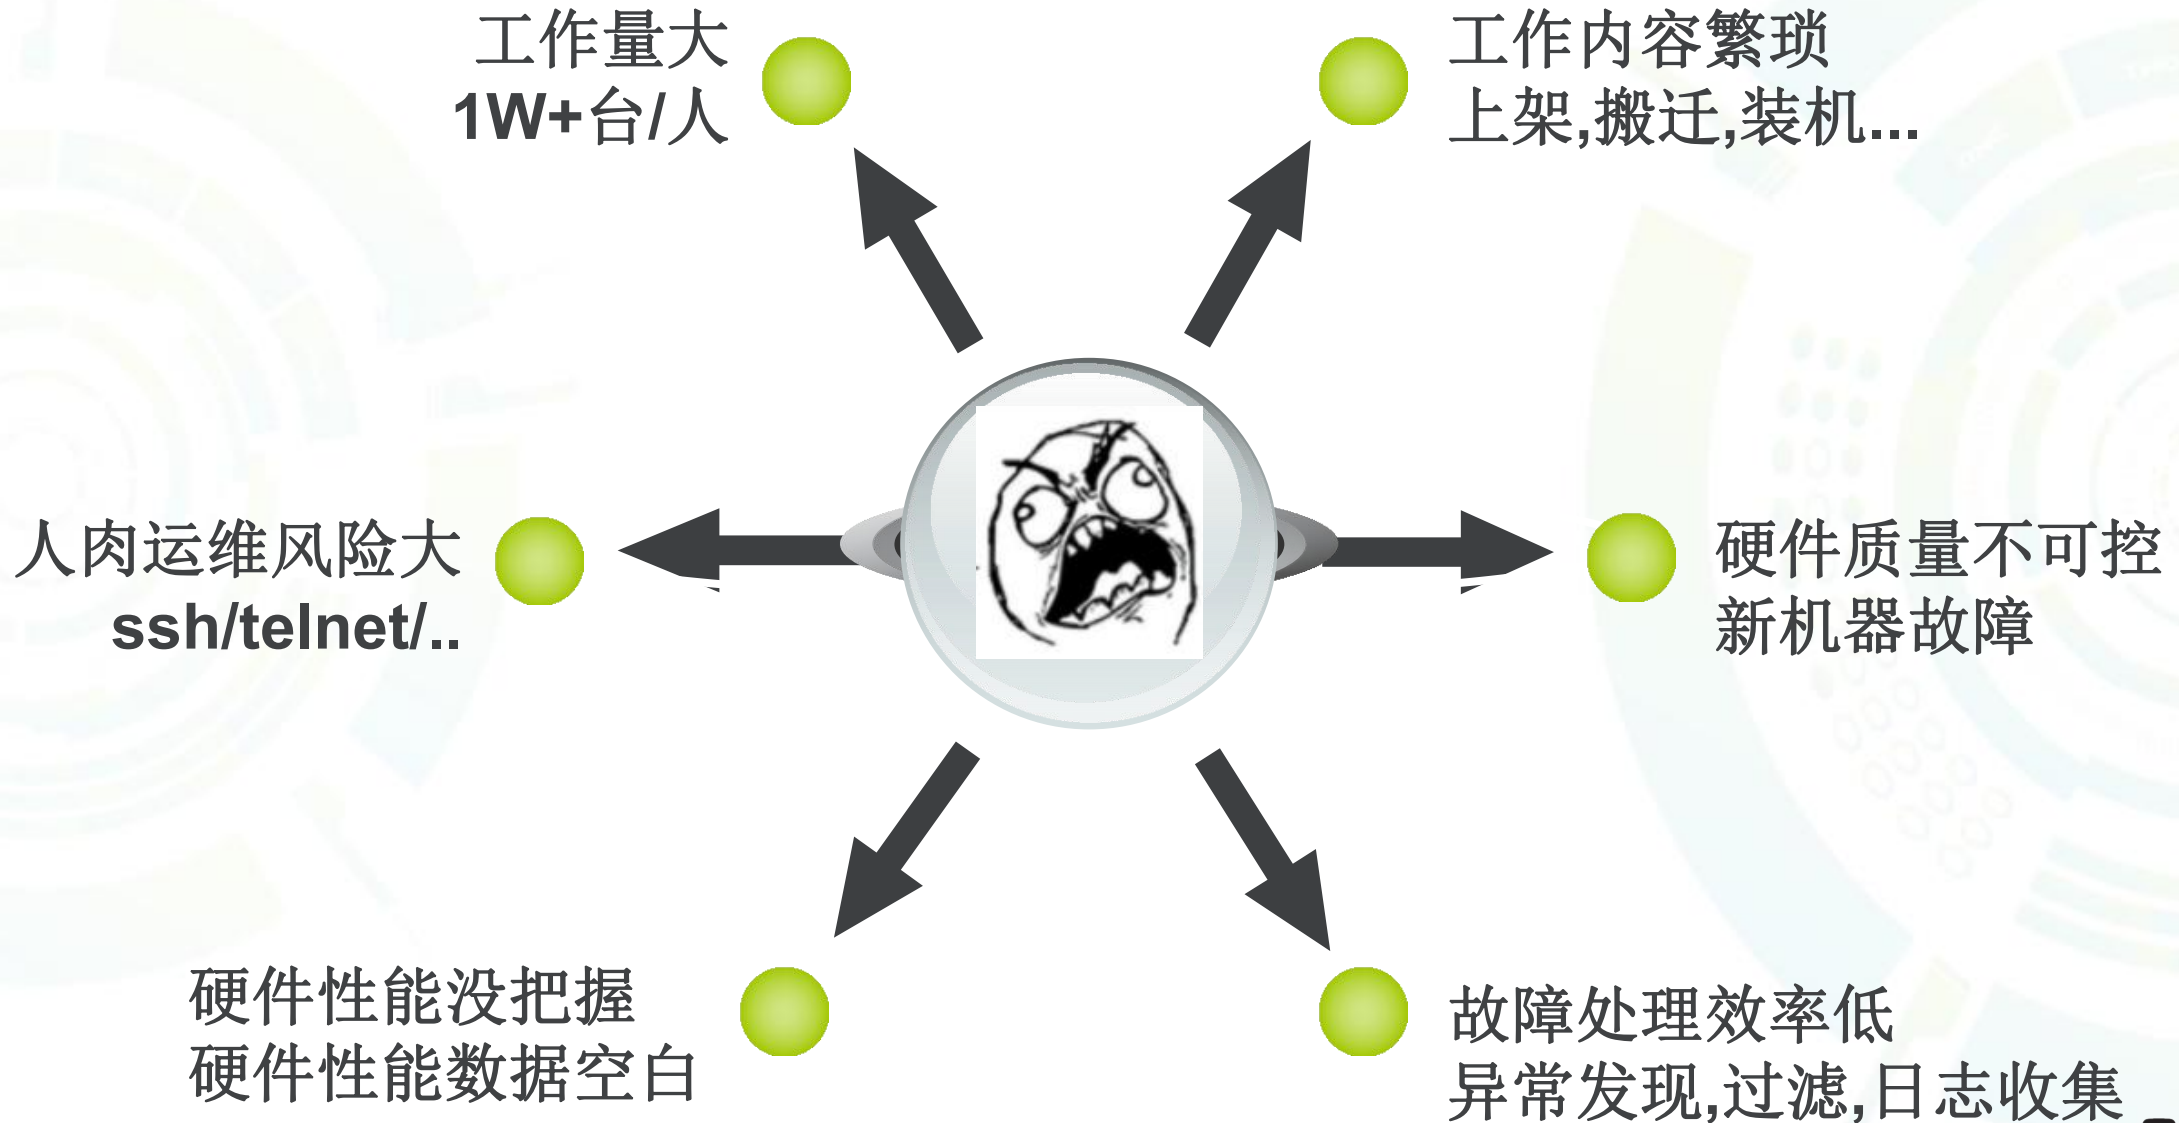 工作量大
1W+台/人
工作内容繁琐
上架,搬迁,装机...
人肉运维风险大
ssh/telnet/..
硬件质量不可控
新机器故障
硬件性能没把握
硬件性能数据空白
故障处理效率低
异常发现,过滤,日志收集